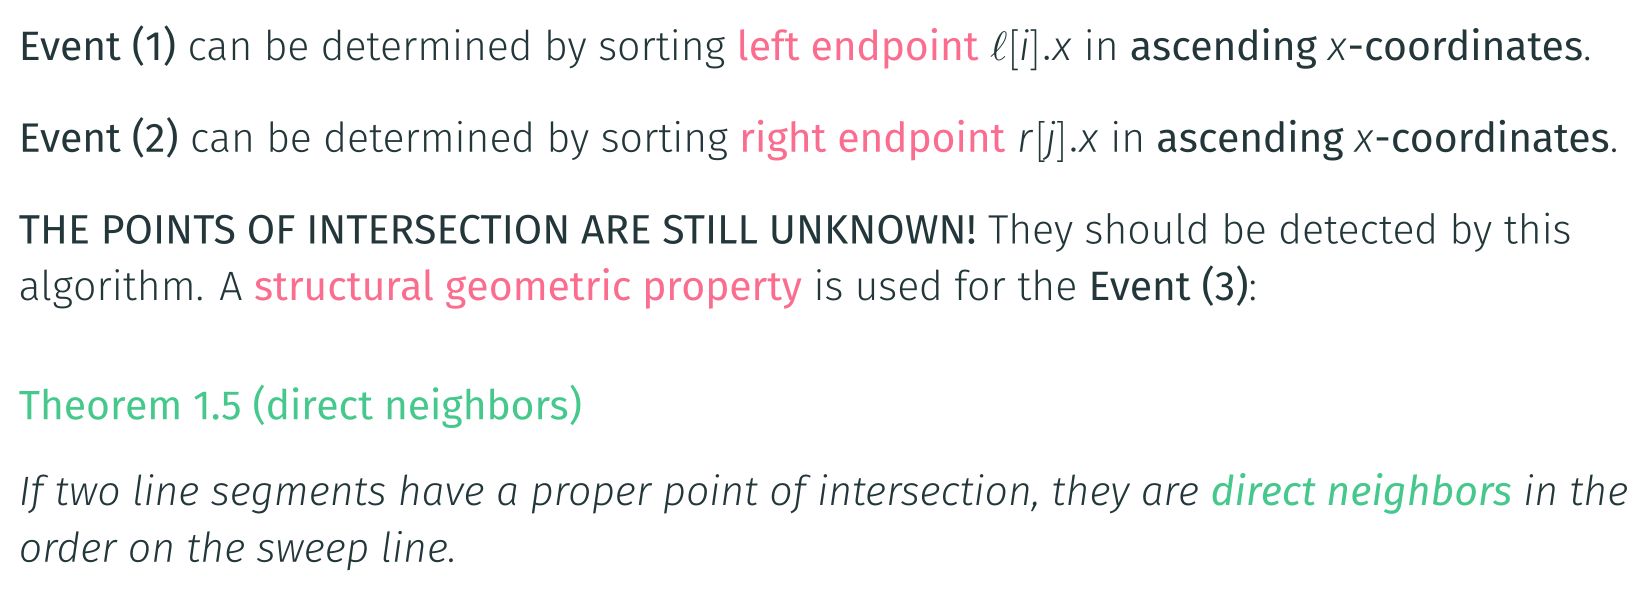 Event (1) can be determined by sorting left endpoint ℓ[i].x in ascending x-coordinates.
Event (2) can be determined by sorting right endpoint r[j].x in ascending x-coordinates.
THE POINTS OF INTERSECTION ARE STILL UNKNOWN! They should be detected by this
algorithm. A structural geometric property is used for the Event (3):
Theorem 1.5 (direct neighbors)
If two line segments have a proper point of intersection, they are direct neighbors in the
order on the sweep line.